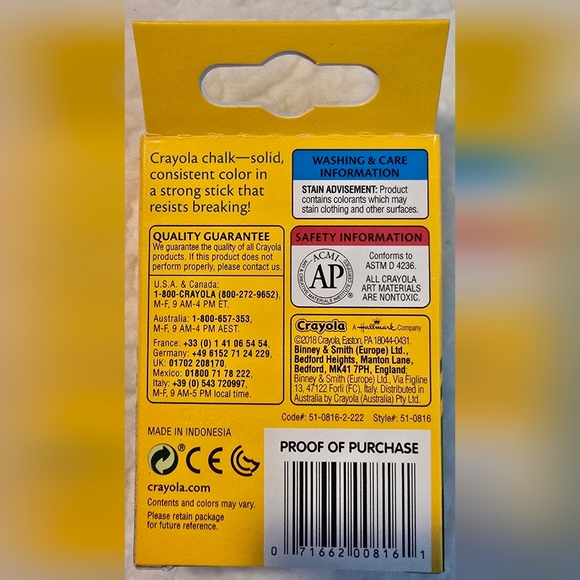 Crayola chalk—solid,
consistent color in
a strong stick that
resists breaking!
WASHING & CARE
INFORMATION
STAIN ADVISEMENT: Product
contains colorants which may
stain clothing and other surfaces.
QUALITY GUARANTEE
We guarantee the quality of all Crayola
products. If this product does not
perform properly, please contact us.
U.S.A. & Canada:
1-800-CRAYOLA (800-272-9652),
M-F, 9 AM-4 PM ET.
Australia: 1-800-657-353,
M-F, 9 AM-4 PM AEST.
France: +33 (0) 1 41 06 54 54,
Germany: +49 6152 71 24 229,
UK: 01702 208170,
Mexico: 01800 71 78 222,
Italy: +39 (0) 543 720997,
M-F, 9 AM-5 PM local time.
SAFETY INFORMATION
ACMI
AP
ART & CREATIVE MATERIALS INSTITUTE
®
Conforms to
ASTM D 4236.
ALL CRAYOLA
ART MATERIALS
ARE NONTOXIC.
Crayola A Hallmark Company
©2018 Crayola, Easton, PA 18044-0431.
Binney & Smith (Europe) Ltd.,
Bedford Heights, Manton Lane,
Bedford, MK41 7PH, England;
Binney & Smith (Europe) Ltd., Via Figline
13, 47122 Forlì (FC), Italy. Distributed in
Australia by Crayola (Australia) Pty Ltd.
Code#: 51-0816-2-222 Style#: 51-0816
MADE IN INDONESIA
®
CE
crayola.com
Contents and colors may vary.
Please retain package
for future reference.
PROOF OF PURCHASE
0 71662 00816 1